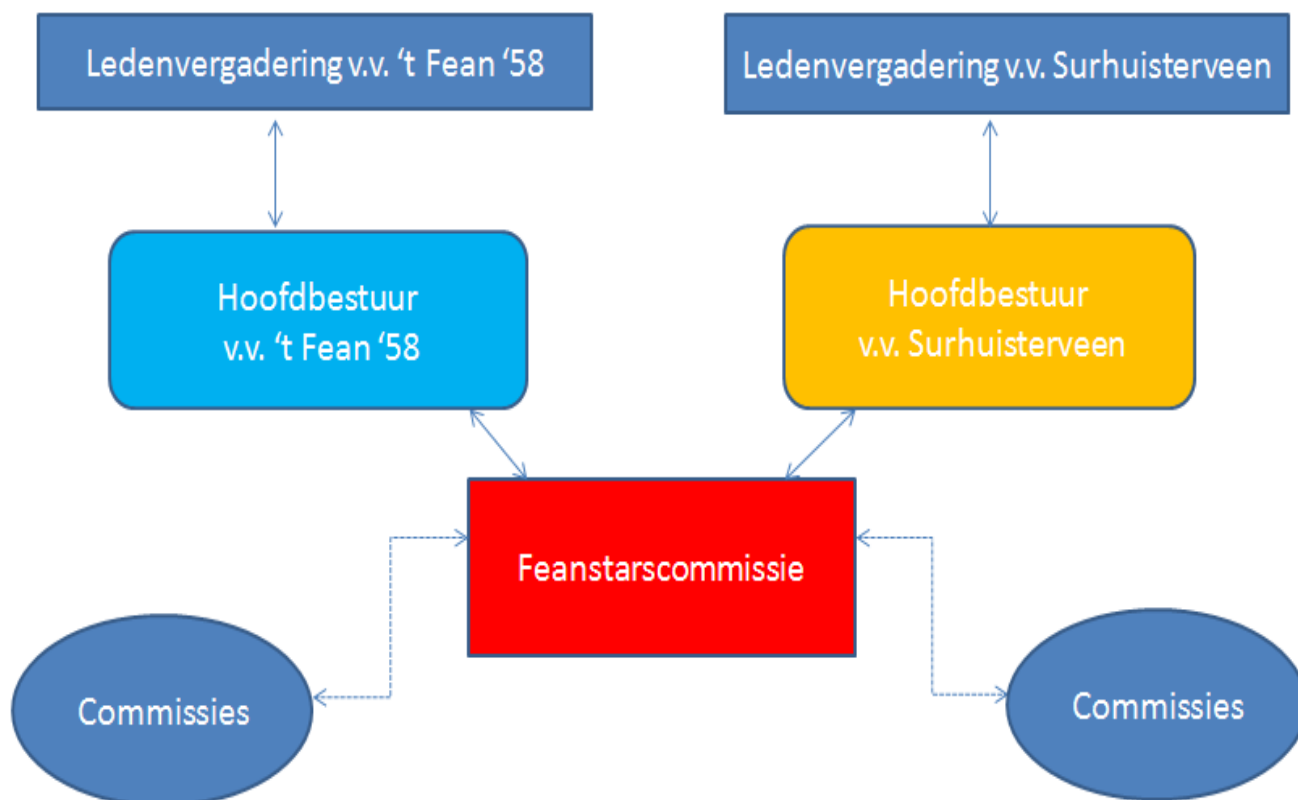 Ledenvergadering v.v. ‘t Fean ‘58
Ledenvergadering v.v. Surhuisterveen
Hoofdbestuur
v.v. ‘t Fean ‘58
Hoofdbestuur
v.v. Surhuisterveen
Feanstarscommissie
Commissies
Commissies